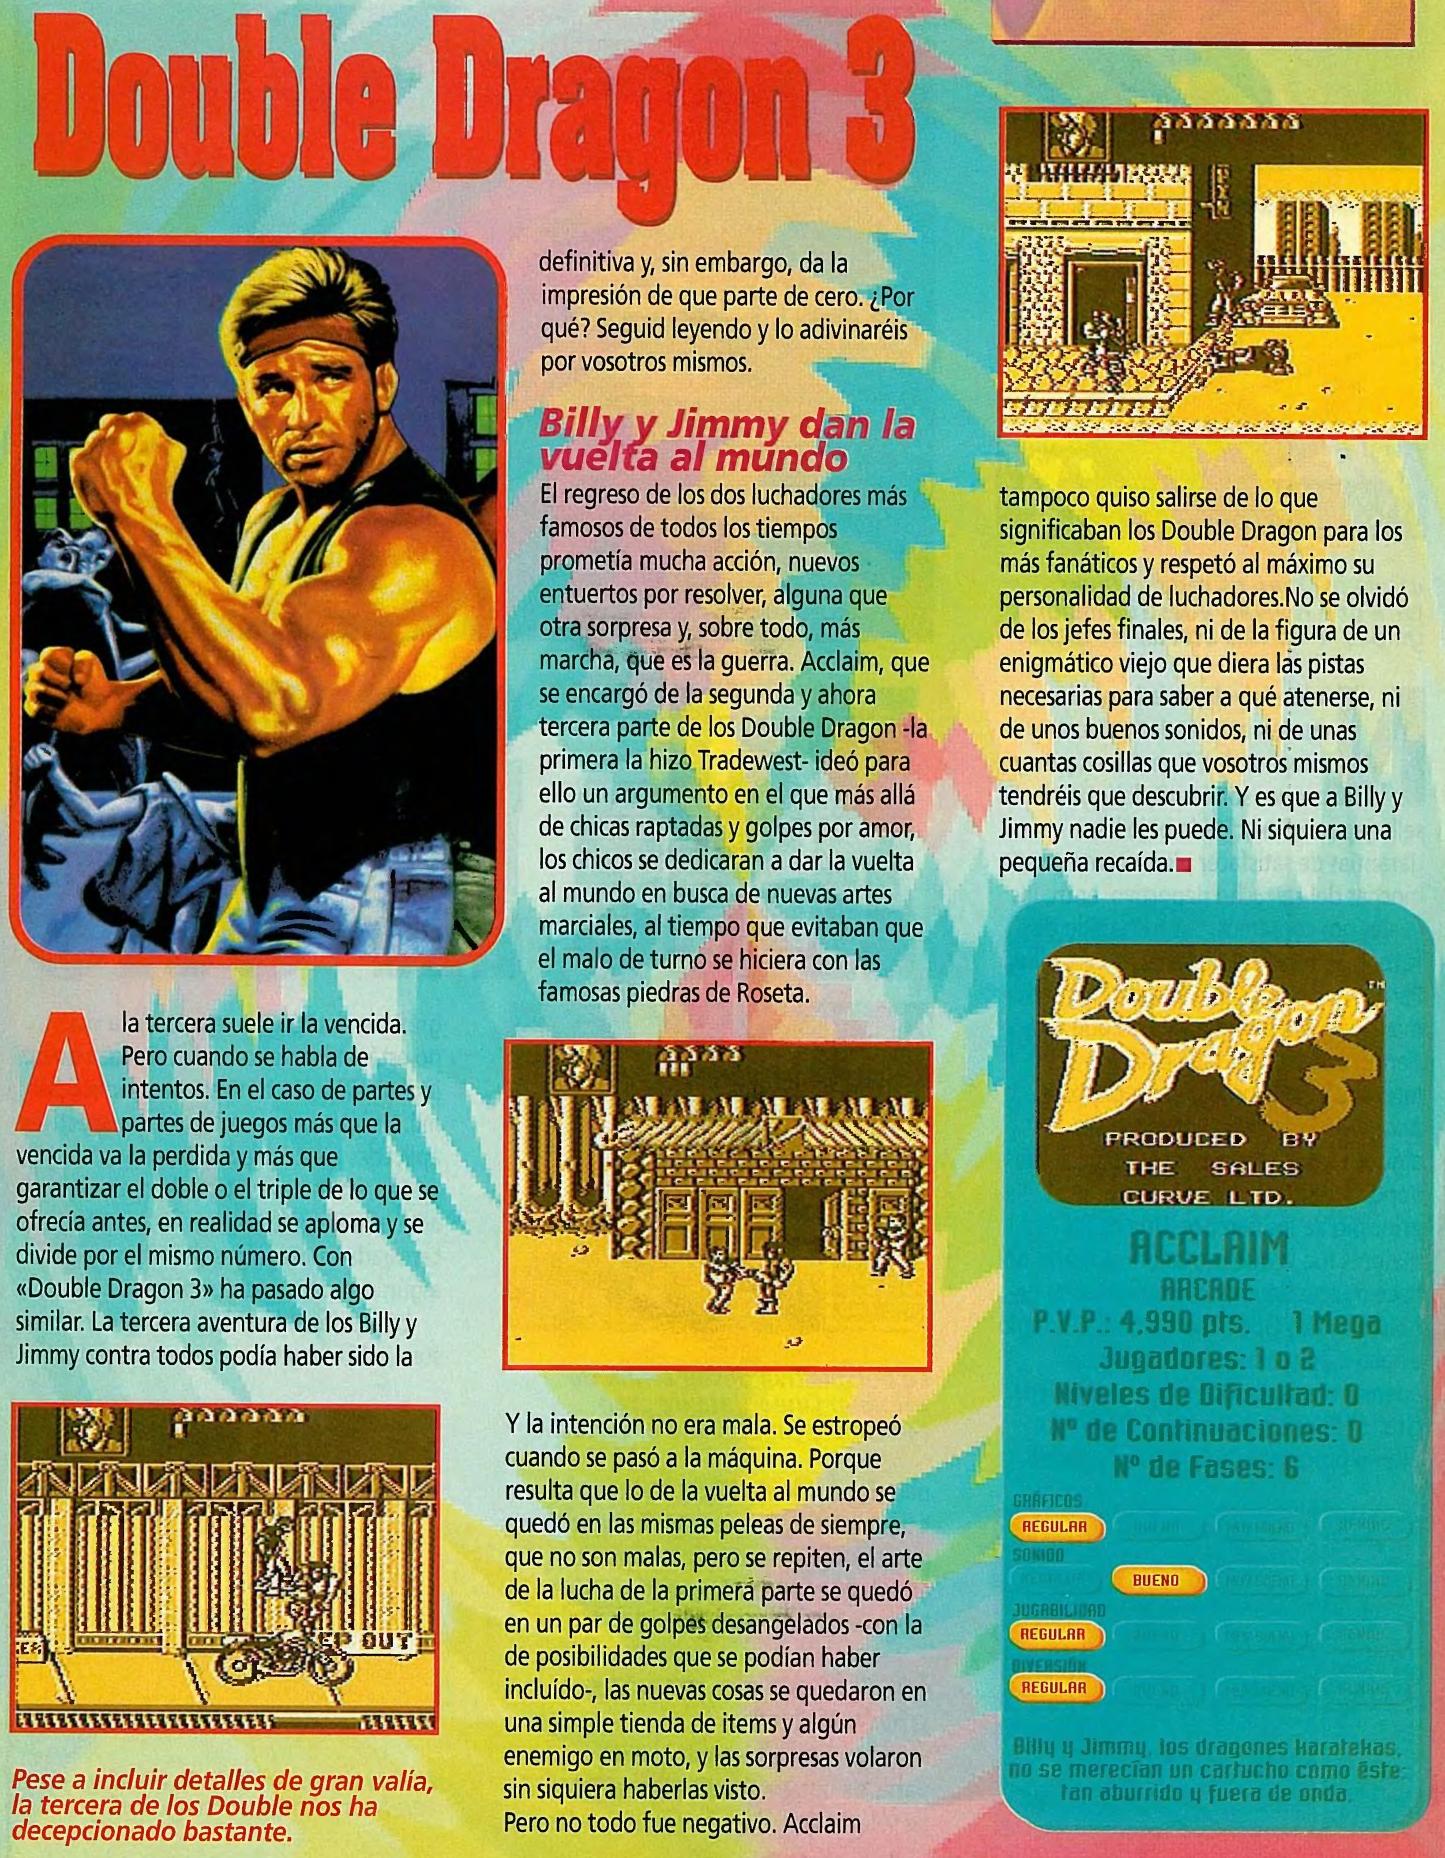 Double Dragon 3
A la tercera suele ir la vencida.
Pero cuando se habla de
intentos. En el caso de partes y
partes de juegos más que la
vencida va la perdida y más que
garantizar el doble o el triple de lo que se
ofrecía antes, en realidad se aploma y se
divide por el mismo número. Con
«Double Dragon 3» ha pasado algo
similar. La tercera aventura de los Billy y
Jimmy contra todos podía haber sido la
EP OUT
Pese a incluir detalles de gran valía,
la tercera de los Double nos ha
decepcionado bastante.
definitiva y, sin embargo, da la
impresión de que parte de cero. ¿Por
qué? Seguid leyendo y lo adivinaréis
por vosotros mismos.
Billy y Jimmy dan la
vuelta al mundo
El regreso de los dos luchadores más
famosos de todos los tiempos
prometía mucha acción, nuevos
entuertos por resolver, alguna que
otra sorpresa y, sobre todo, más
marcha, que es la guerra. Acclaim, que
se encargó de la segunda y ahora
tercera parte de los Double Dragon -la
primera la hizo Tradewest- ideó para
ello un argumento en el que más allá
de chicas raptadas y golpes por amor,
los chicos se dedicaran a dar la vuelta
al mundo en busca de nuevas artes
marciales, al tiempo que evitaban que
el malo de turno se hiciera con las
famosas piedras de Roseta.
Y la intención no era mala. Se estropeó
cuando se pasó a la máquina. Porque
resulta que lo de la vuelta al mundo se
quedó en las mismas peleas de siempre,
que no son malas, pero se repiten, el arte
de la lucha de la primera parte se quedó
en un par de golpes desangelados -con la
de posibilidades que se podían haber
incluído-, las nuevas cosas se quedaron en
una simple tienda de items y algún
enemigo en moto, y las sorpresas volaron
sin siquiera haberlas visto.
Pero no todo fue negativo. Acclaim
tampoco quiso salirse de lo que
significaban los Double Dragon para los
más fanáticos y respetó al máximo su
personalidad de luchadores.No se olvidó
de los jefes finales, ni de la figura de un
enigmático viejo que diera las pistas
necesarias para saber a qué atenerse, ni
de unos buenos sonidos, ni de unas
cuantas cosillas que vosotros mismos
tendréis que descubrir. Y es que a Billy y
Jimmy nadie les puede. Ni siquiera una
pequeña recaída.
Double
Dragon 3 TM
PRODUCED BY
THE SALES
CURVE LTD.
ACCLAIM
ARCADE
P.V.P.: 4,990 pts. 1 Mega
Jugadores: 1 o 2
Niveles de Dificultad: 0
Nº de Continuaciones: 0
Nº de Fases: 6
GRÁFICOS
REGULAR
SONIDO
BUENO
JUGABILIDAD
REGULAR
DIVERSIÓN
REGULAR
Billy y Jimmy, los dragones karatekas,
no se merecían un cartucho como éste:
tan aburrido y fuera de onda.